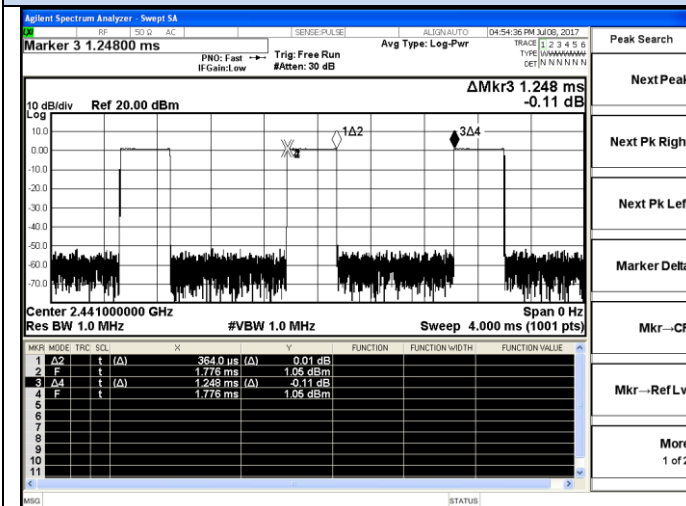 Agilent Spectrum Analyzer - Swept SA
RF 50 Ω AC SENSE:PULSE ALIGN AUTO 04:54:36 PM Jul 08, 2017
Marker 3 1.24800 ms
PNO: Fast
IFGain:Low
Trig: Free Run
#Atten: 30 dB
Avg Type: Log-Pwr
TRACE 1 2 3 4 5 6
TYPE
DET N N N N N N
ΔMkr3 1.248 ms
-0.11 dB
10 dB/div Ref 20.00 dBm
Log
10.0
0.00
-10.0
-20.0
-30.0
-40.0
-50.0
-60.0
-70.0
1Δ2
3Δ4
Center 2.441000000 GHz Span 0 Hz
Res BW 1.0 MHz #VBW 1.0 MHz Sweep 4.000 ms (1001 pts)
MKR MODE TRC SCL X Y FUNCTION FUNCTION WIDTH FUNCTION VALUE
1 Δ2 t (Δ) 364.0 µs (Δ) 0.01 dB
2 F t 1.776 ms 1.05 dBm
3 Δ4 t (Δ) 1.248 ms (Δ) -0.11 dB
4 F t 1.776 ms 1.05 dBm
5
6
7
8
9
10
11
MSG STATUS
Peak Search
Next Peak
Next Pk Righ
Next Pk Lef
Marker Delta
Mkr→CF
Mkr→Ref Lv
More
1 of 2